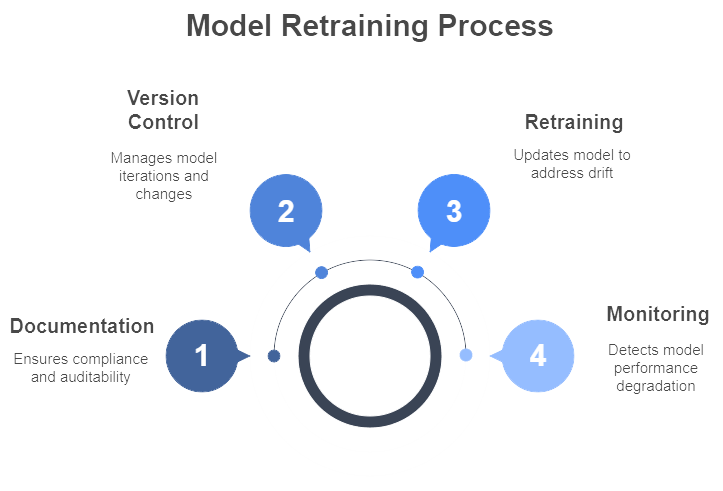 Model Retraining Process
Version
Control
Manages model
iterations and
changes
Retraining
Updates model to
address drift
2
3
Documentation
Ensures compliance
and auditability
1
4
Monitoring
Detects model
performance
degradation